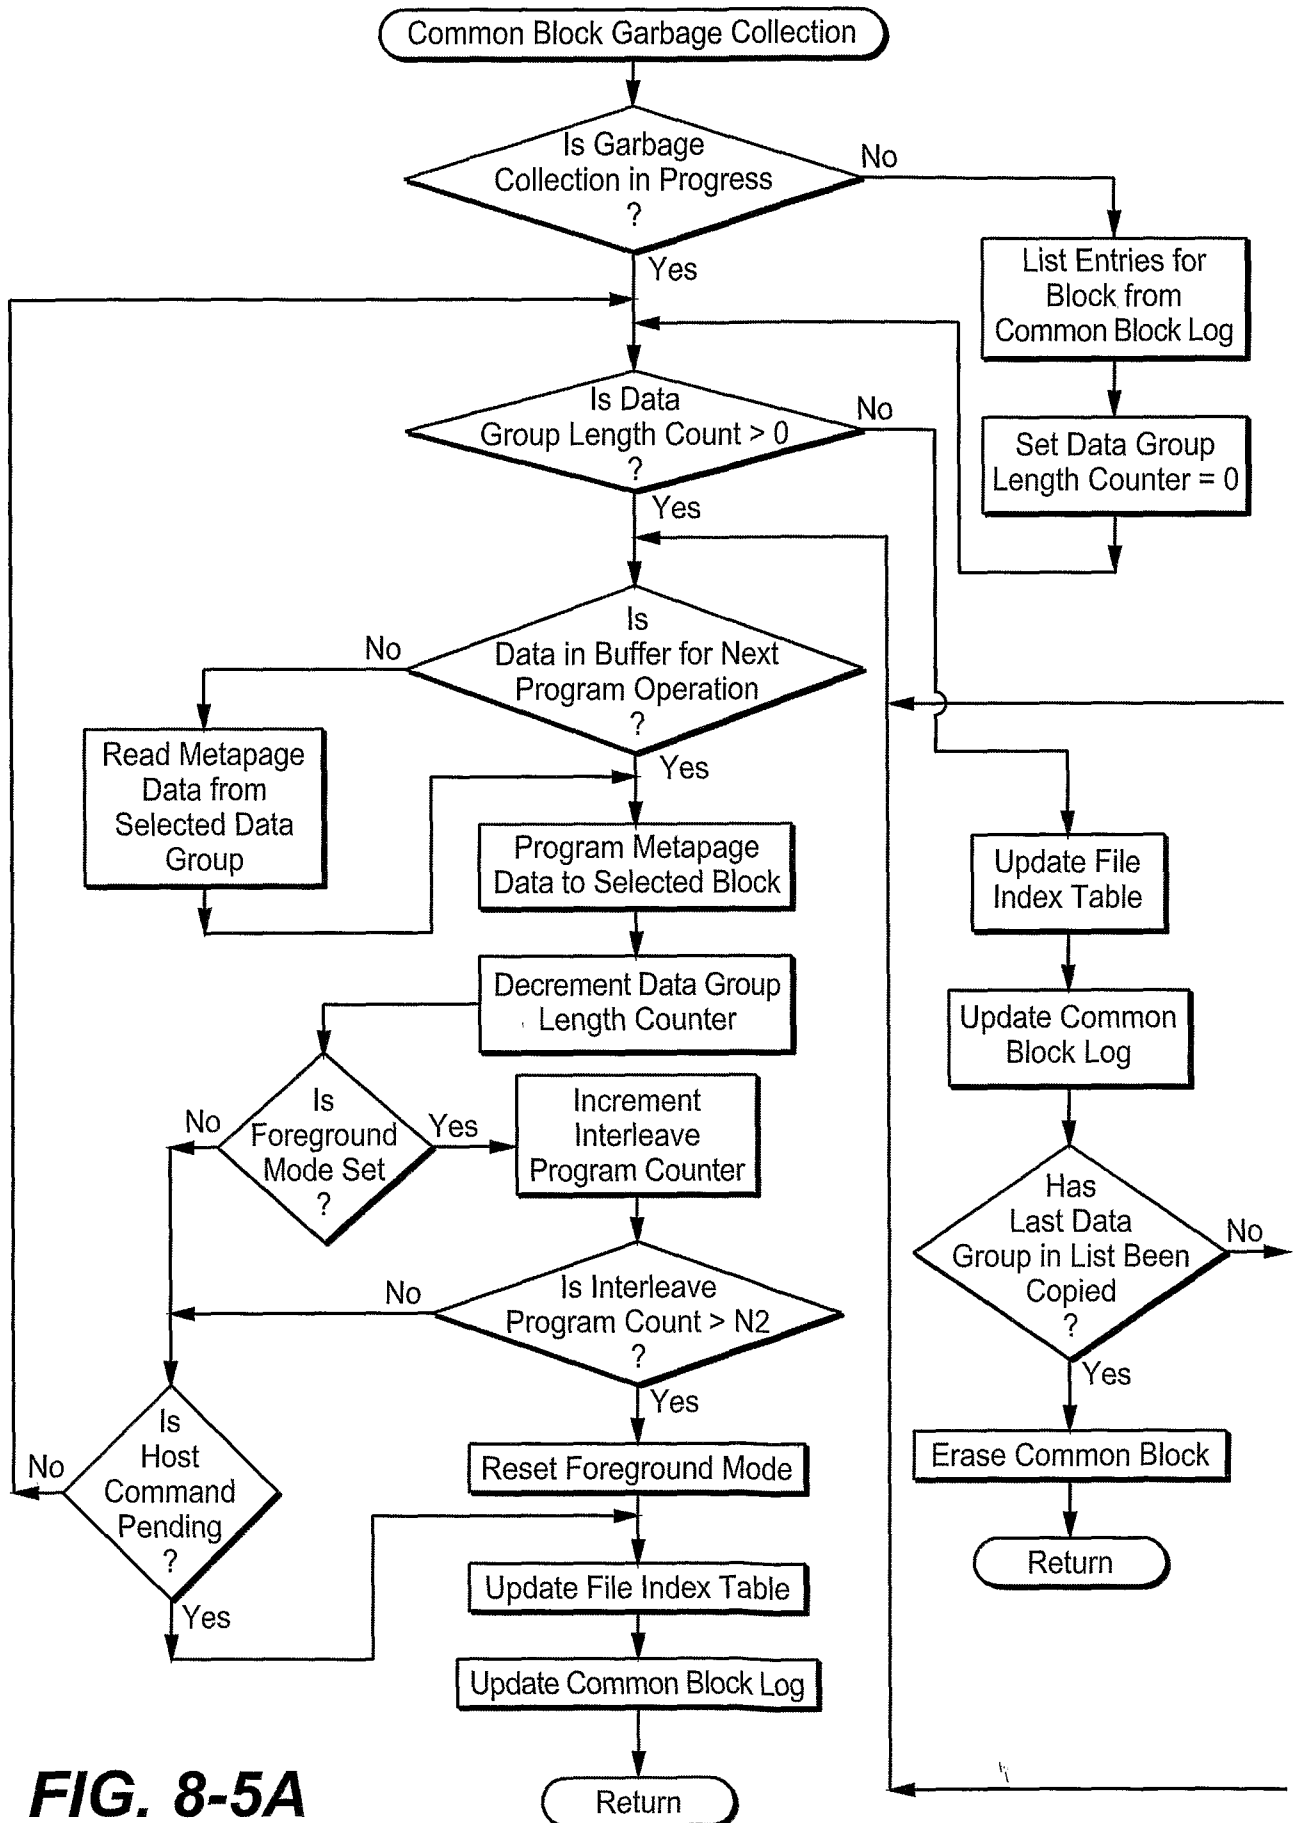 Common Block Garbage Collection
Is Garbage
Collection in Progress
?
No
Yes
List Entries for
Block from
Common Block Log
Set Data Group
Length Counter = 0
Is Data
Group Length Count > 0
?
No
Yes
Is
Data in Buffer for Next
Program Operation
?
No
Yes
Read Metapage
Data from
Selected Data
Group
Program Metapage
Data to Selected Block
Decrement Data Group
Length Counter
Is
Foreground
Mode Set
?
No
Yes
Increment
Interleave
Program Counter
Is Interleave
Program Count > N2
?
No
Yes
Is
Host
Command
Pending
?
No
Yes
Reset Foreground Mode
Update File Index Table
Update Common Block Log
Return
Update File
Index Table
Update Common
Block Log
Has
Last Data
Group in List Been
Copied
?
No
Yes
Erase Common Block
Return
FIG. 8-5A